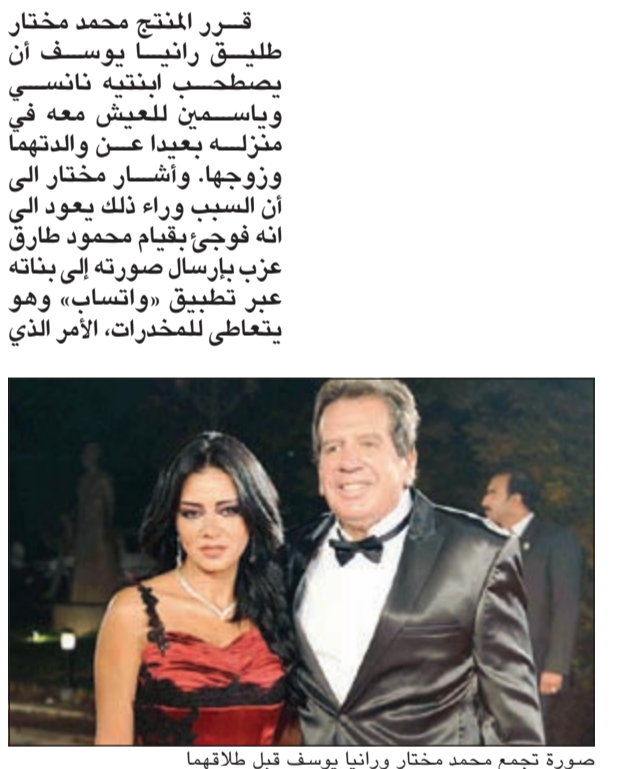 قرر المنتج محمد مختار
طليق رانيا يوسف أن
يصطحب ابنتيه نانسي
وياسمين للعيش معه في
منزله بعيدا عن والدتهما
وزوجها. وأشار مختار الى
أن السبب وراء ذلك يعود الى
انه فوجئ بقيام محمود طارق
عزب بإرسال صورته إلى بناته
عبر تطبيق «واتساب» وهو
يتعاطى للمخدرات، الأمر الذي
صورة تجمع محمد مختار ورانيا يوسف قبل طلاقهما